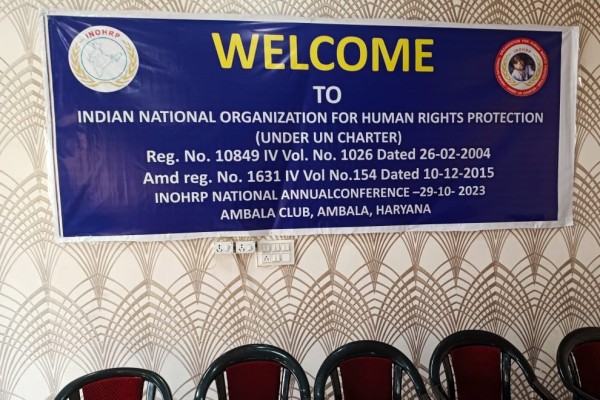 INOHRP
WELCOME
TO
INDIAN NATIONAL ORGANIZATION FOR HUMAN RIGHTS PROTECTION
(UNDER UN CHARTER)
Reg. No. 10849 IV Vol. No. 1026 Dated 26-02-2004
Amd reg. No. 1631 IV Vol No.154 Dated 10-12-2015
INOHRP NATIONAL ANNUALCONFERENCE –29-10- 2023
AMBALA CLUB, AMBALA, HARYANA
INOHRP